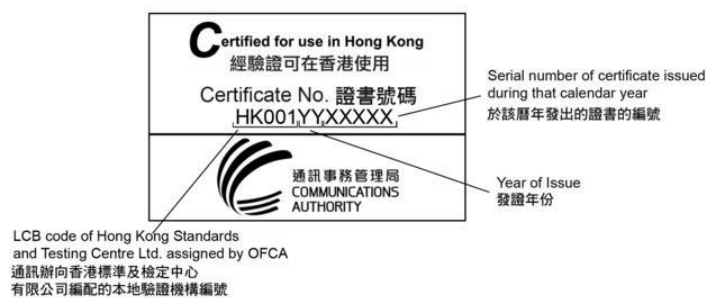 Certified for use in Hong Kong
經驗證可在香港使用
Certificate No. 證書號碼
HK001YYXXXXX
Serial number of certificate issued
during that calendar year
於該曆年發出的證書的編號
通訊事務管理局
COMMUNICATIONS
AUTHORITY
Year of Issue
發證年份
LCB code of Hong Kong Standards
and Testing Centre Ltd. assigned by OFCA
通訊辦向香港標準及檢定中心
有限公司編配的本地驗證機構編號